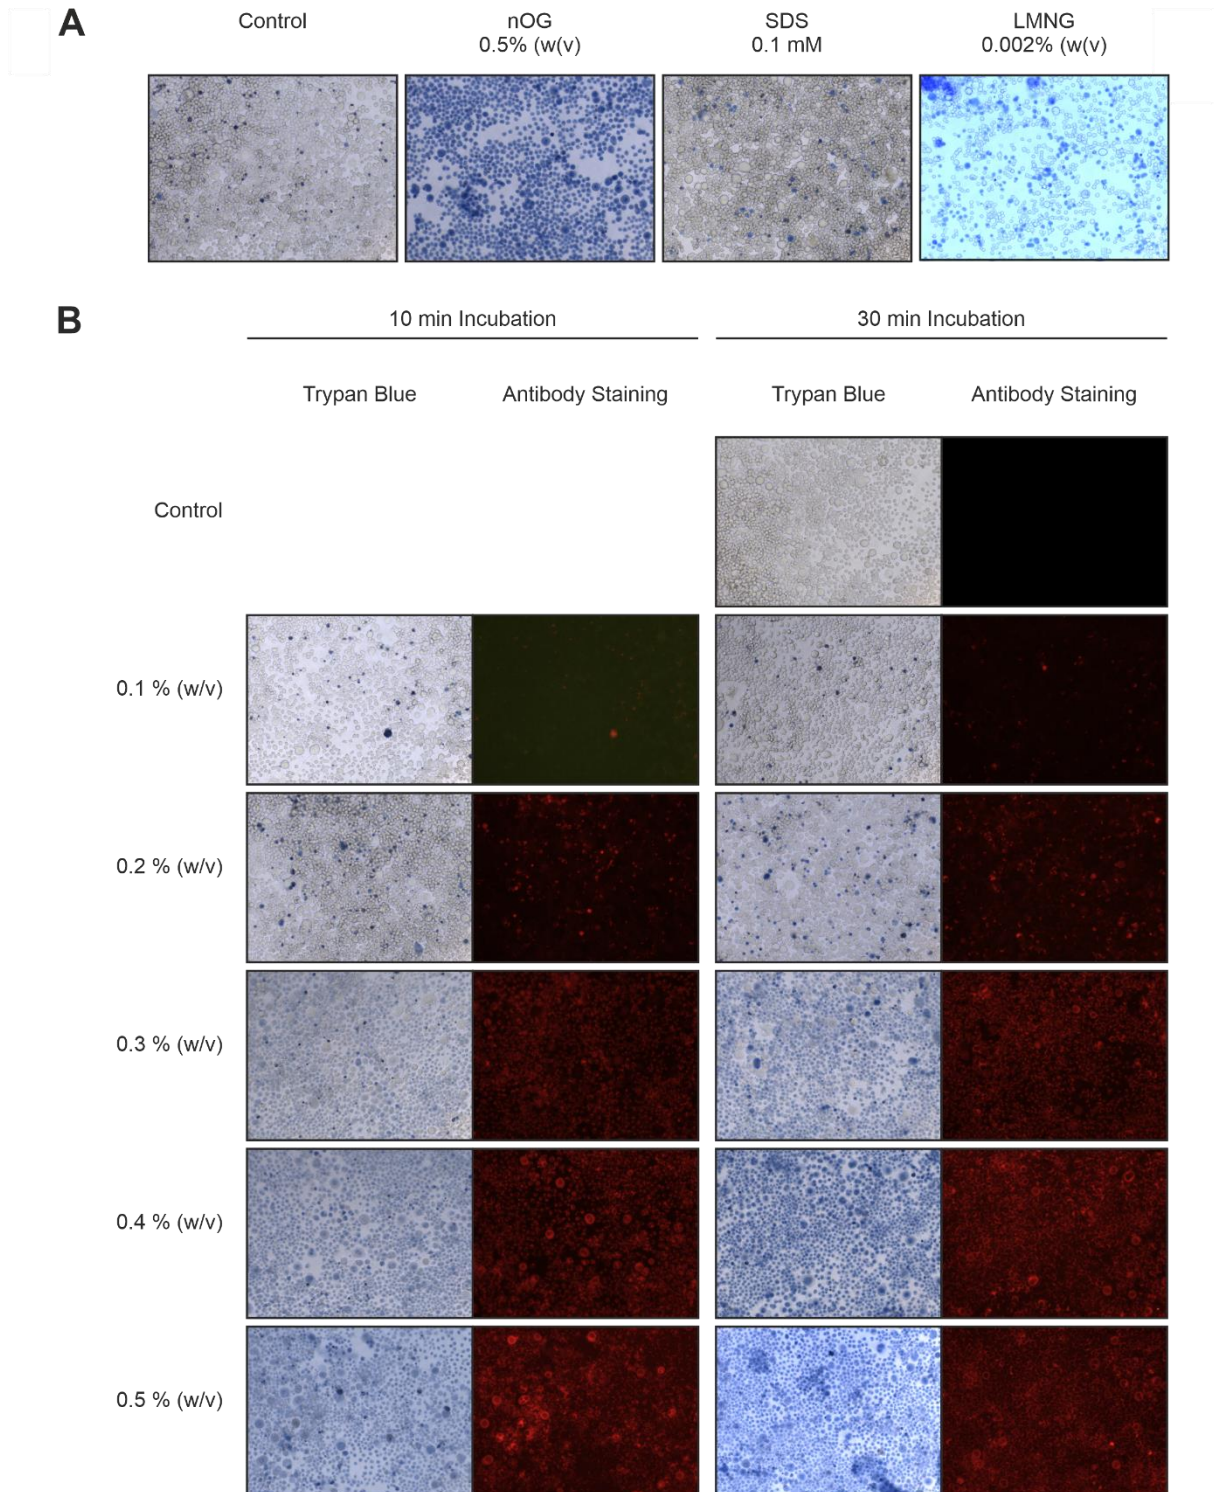 A
Control
nOG
0.5% (w(v)
SDS
0.1 mM
LMNG
0.002% (w(v)
B
10 min Incubation
30 min Incubation
Trypan Blue
Antibody Staining
Trypan Blue
Antibody Staining
Control
0.1 % (w/v)
0.2 % (w/v)
0.3 % (w/v)
0.4 % (w/v)
0.5 % (w/v)